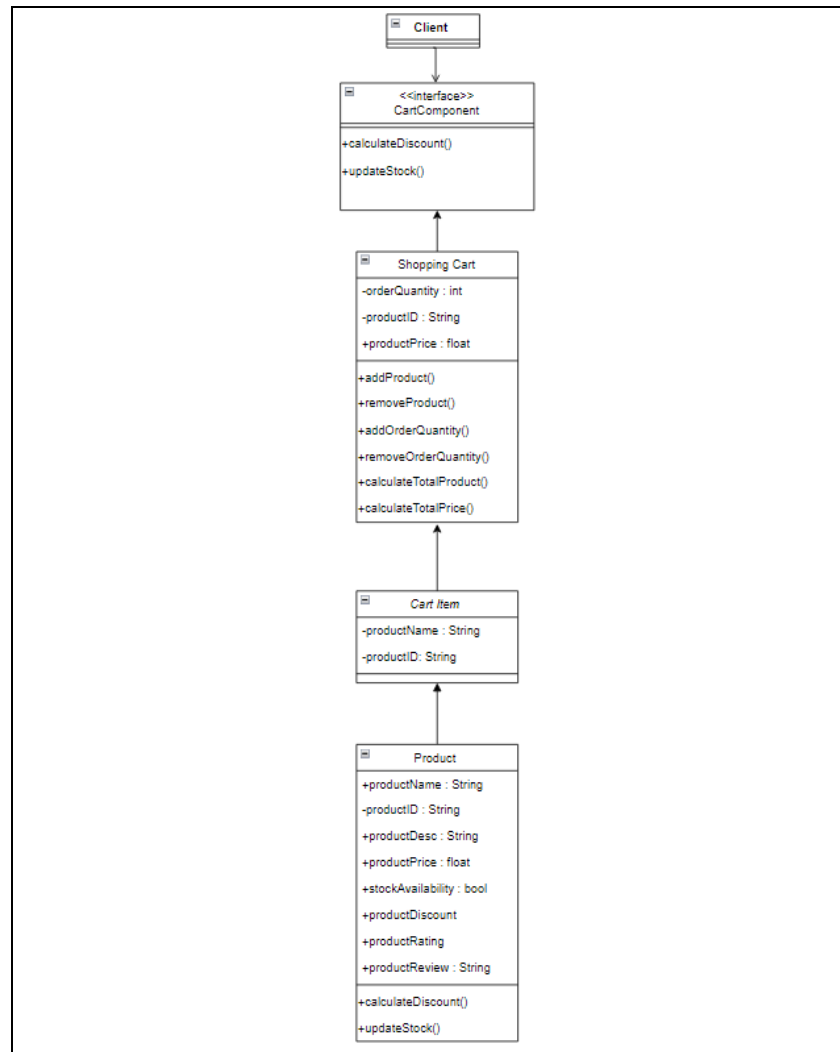 Client
<<interface>>
CartComponent
+calculateDiscount()
+updateStock()
Shopping Cart
-orderQuantity : int
-productID : String
+productPrice : float
+addProduct()
+removeProduct()
+addOrderQuantity()
+removeOrderQuantity()
+calculateTotalProduct()
+calculateTotalPrice()
Cart Item
-productName : String
-productID: String
Product
+productName : String
-productID : String
+productDesc : String
+productPrice : float
+stockAvailability : bool
+productDiscount
+productRating
+productReview : String
+calculateDiscount()
+updateStock()